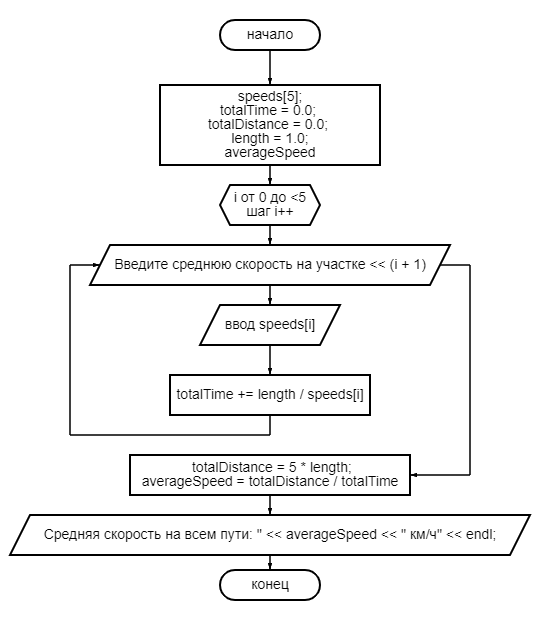 начало
speeds[5];
totalTime = 0.0;
totalDistance = 0.0;
length = 1.0;
averageSpeed
i от 0 до <5
шаг i++
Введите среднюю скорость на участке << (i + 1)
ввод speeds[i]
totalTime += length / speeds[i]
totalDistance = 5 * length;
averageSpeed = totalDistance / totalTime
Средняя скорость на всем пути: " << averageSpeed << " км/ч" << endl;
конец